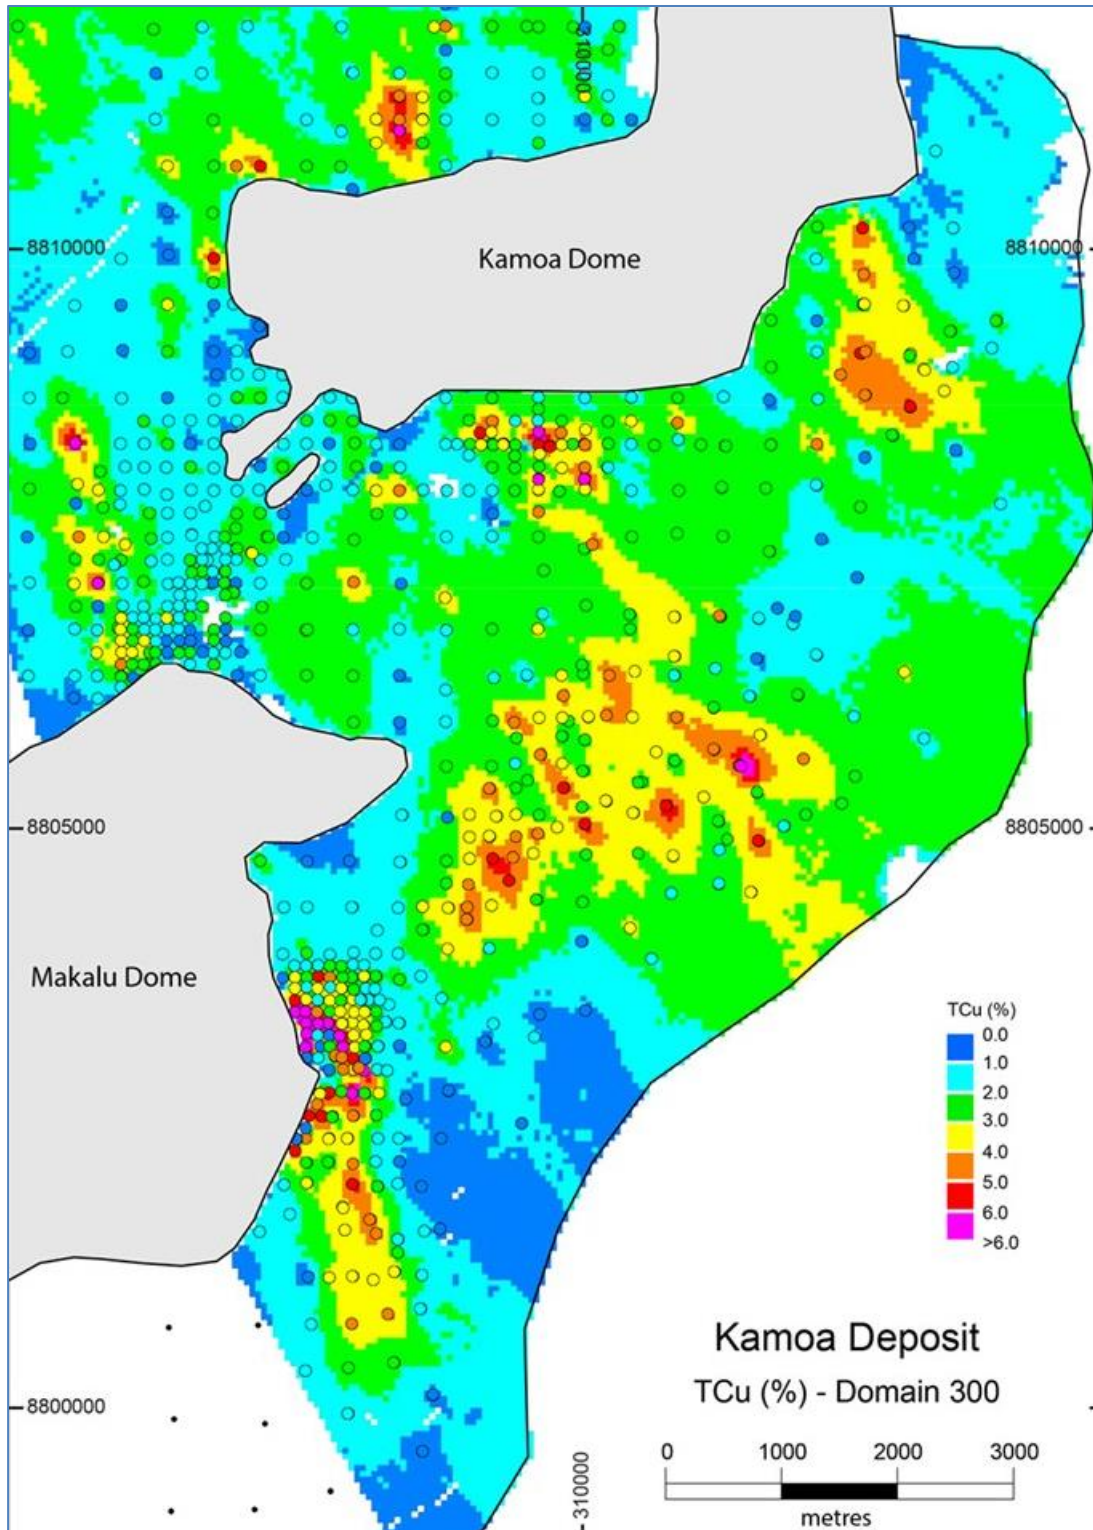 310000
Kamoa Dome
8810000
8810000
8805000
8805000
Makalu Dome
TCu (%)
0.0
1.0
2.0
3.0
4.0
5.0
6.0
>6.0
Kamoa Deposit
TCu (%) - Domain 300
8800000
0 1000 2000 3000
metres
310000